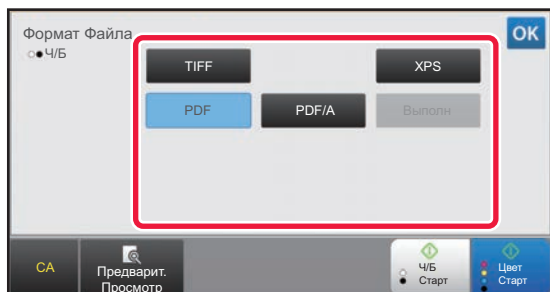 Формат Файла
Ч/Б
OK
TIFF
XPS
PDF
PDF/A
Выполн
CA
Предварит.
Просмотр
Ч/Б
Старт
Цвет
Старт